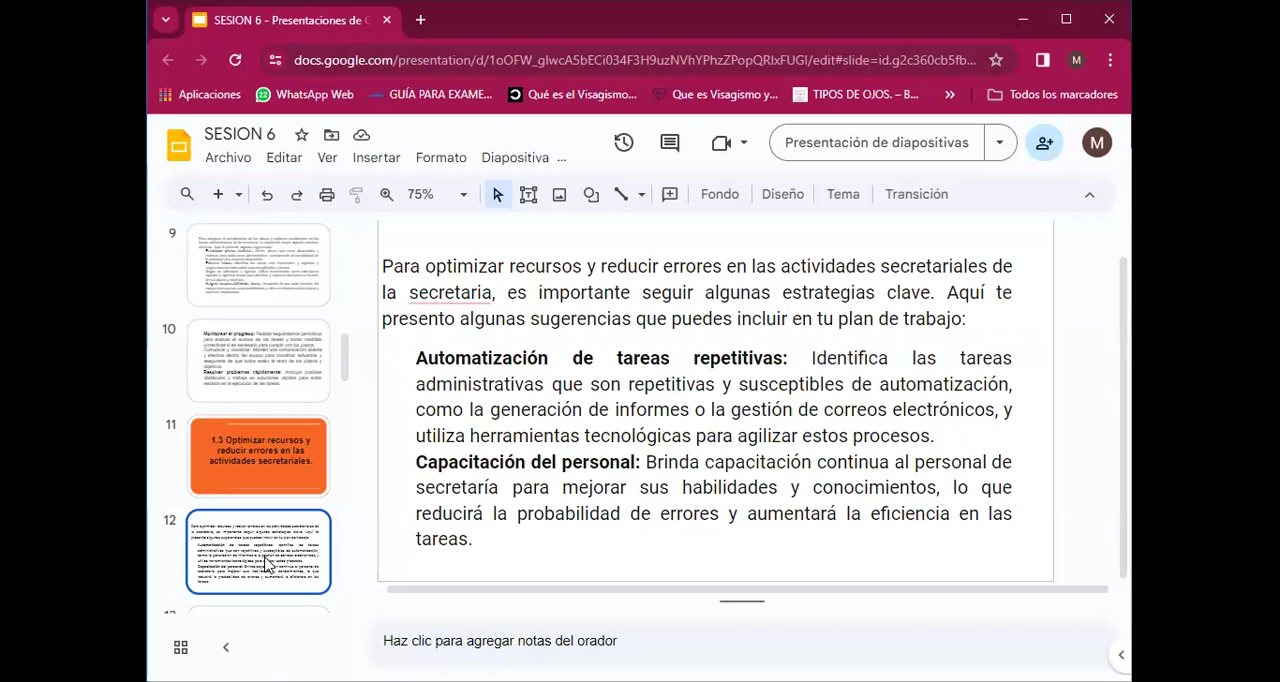 SESION 6 - Presentaciones de G
docs.google.com/presentation/d/1oOFW_glwcA5bECi034F3H9uzNVhYPhzZPopQRlxFUGI/edit#slide=id.g2c360cb5fb...
M
Aplicaciones
WhatsApp Web
GUÍA PARA EXAME...
Qué es el Visagismo...
Que es Visagismo y...
TIPOS DE OJOS. – B...
»
Todos los marcadores
SESION 6
Archivo Editar Ver Insertar Formato Diapositiva ...
Presentación de diapositivas
M
75%
Fondo Diseño Tema Transición
9
10
11
1.3 Optimizar recursos y
reducir errores en las
actividades secretariales.
12
Para optimizar recursos y reducir errores en las actividades secretariales de
la secretaria, es importante seguir algunas estrategias clave. Aquí te
presento algunas sugerencias que puedes incluir en tu plan de trabajo:
Automatización de tareas repetitivas: Identifica las tareas
administrativas que son repetitivas y susceptibles de automatización,
como la generación de informes o la gestión de correos electrónicos, y
utiliza herramientas tecnológicas para agilizar estos procesos.
Capacitación del personal: Brinda capacitación continua al personal de
secretaría para mejorar sus habilidades y conocimientos, lo que
reducirá la probabilidad de errores y aumentará la eficiencia en las
tareas.
Haz clic para agregar notas del orador